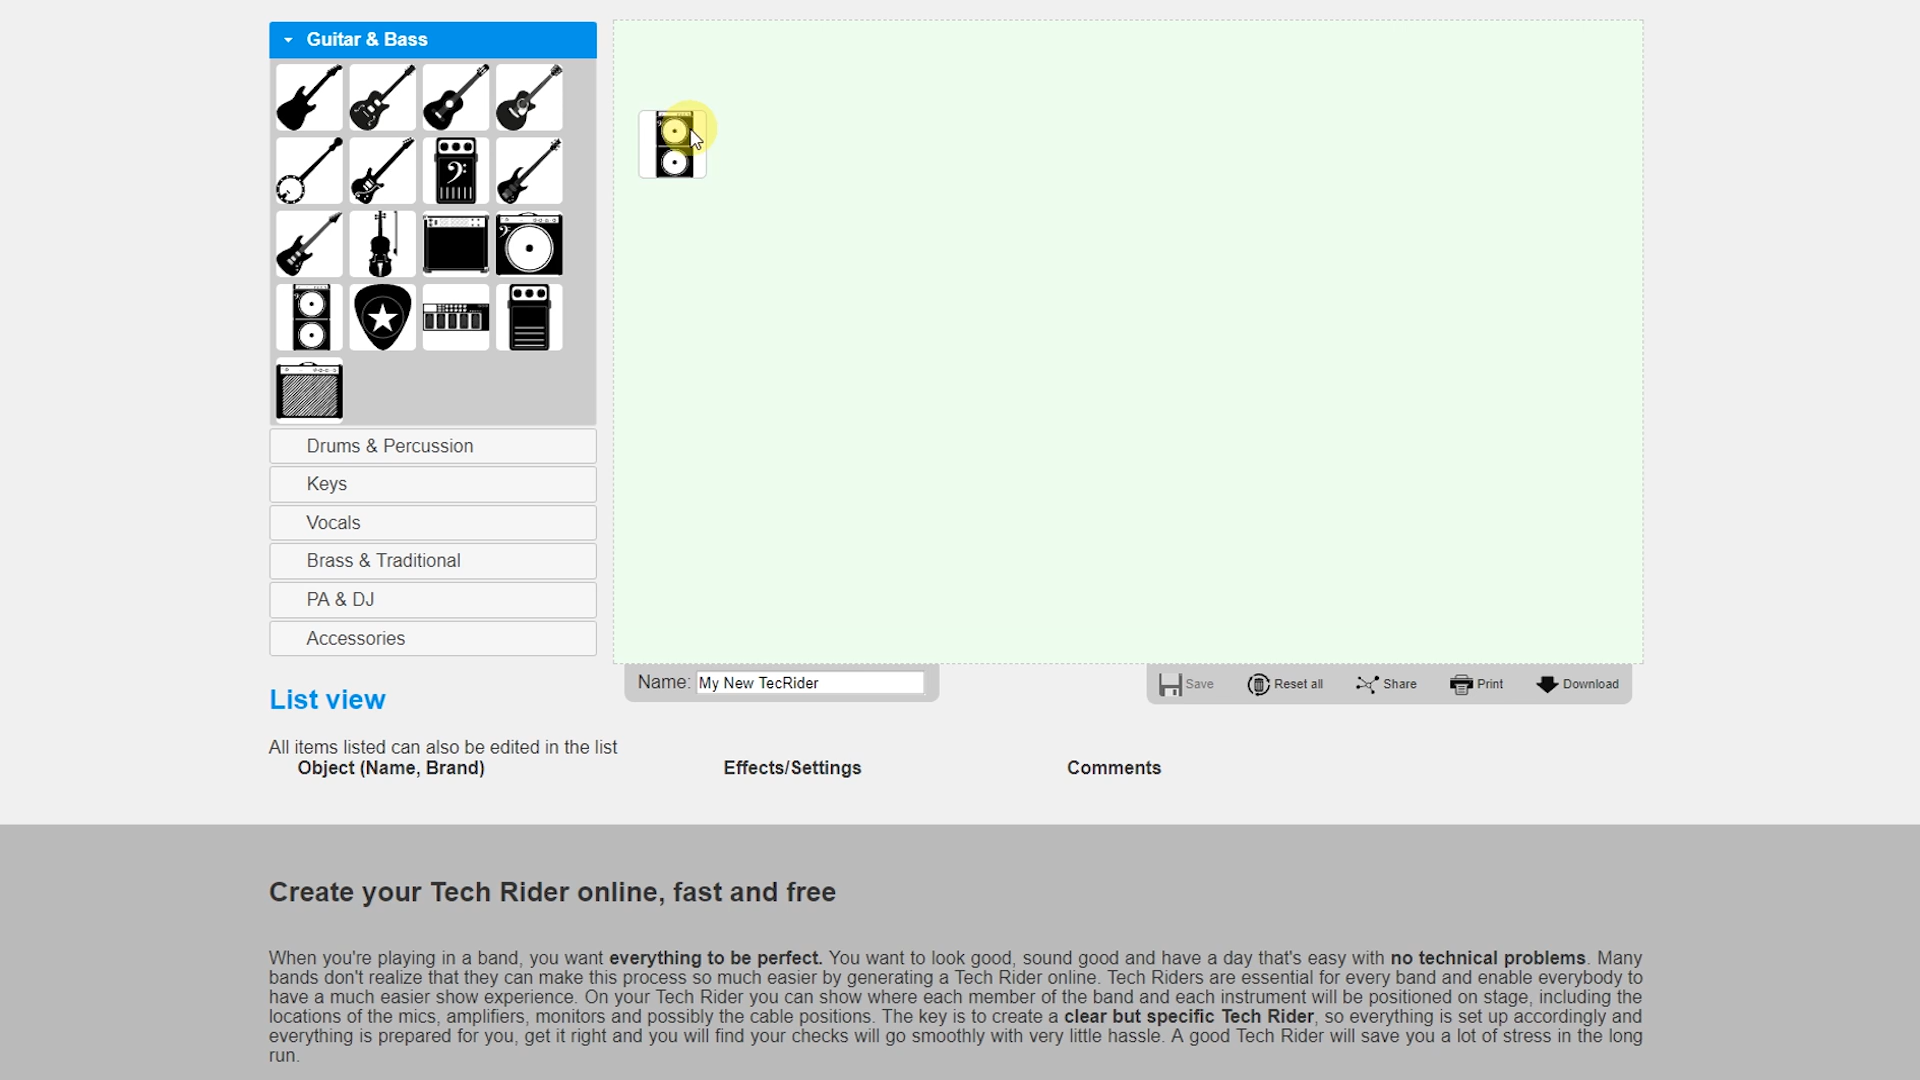 Guitar & Bass
Drums & Percussion
Keys
Vocals
Brass & Traditional
PA & DJ
Accessories
Name: My New TecRider
Save Reset all Share Print Download
List view
All items listed can also be edited in the list
Object (Name, Brand) Effects/Settings Comments
Create your Tech Rider online, fast and free
When you're playing in a band, you want everything to be perfect. You want to look good, sound good and have a day that's easy with no technical problems. Many
bands don't realize that they can make this process so much easier by generating a Tech Rider online. Tech Riders are essential for every band and enable everybody to
have a much easier show experience. On your Tech Rider you can show where each member of the band and each instrument will be positioned on stage, including the
locations of the mics, amplifiers, monitors and possibly the cable positions. The key is to create a clear but specific Tech Rider, so everything is set up accordingly and
everything is prepared for you, get it right and you will find your checks will go smoothly with very little hassle. A good Tech Rider will save you a lot of stress in the long
run.